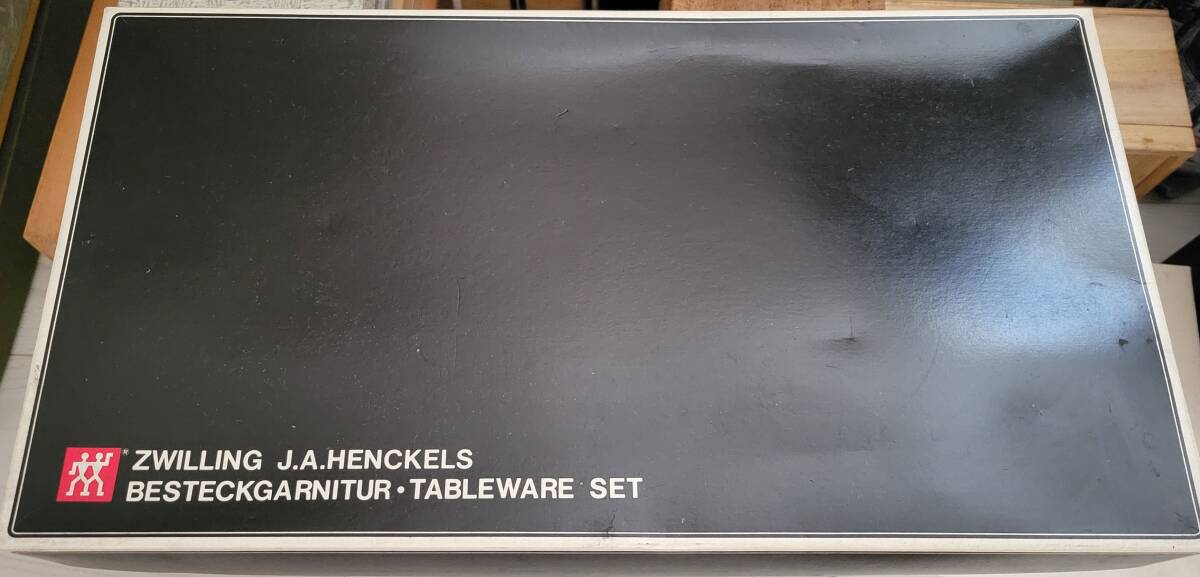 ® ZWILLING J.A.HENCKELS
BESTECKGARNITUR · TABLEWARE SET